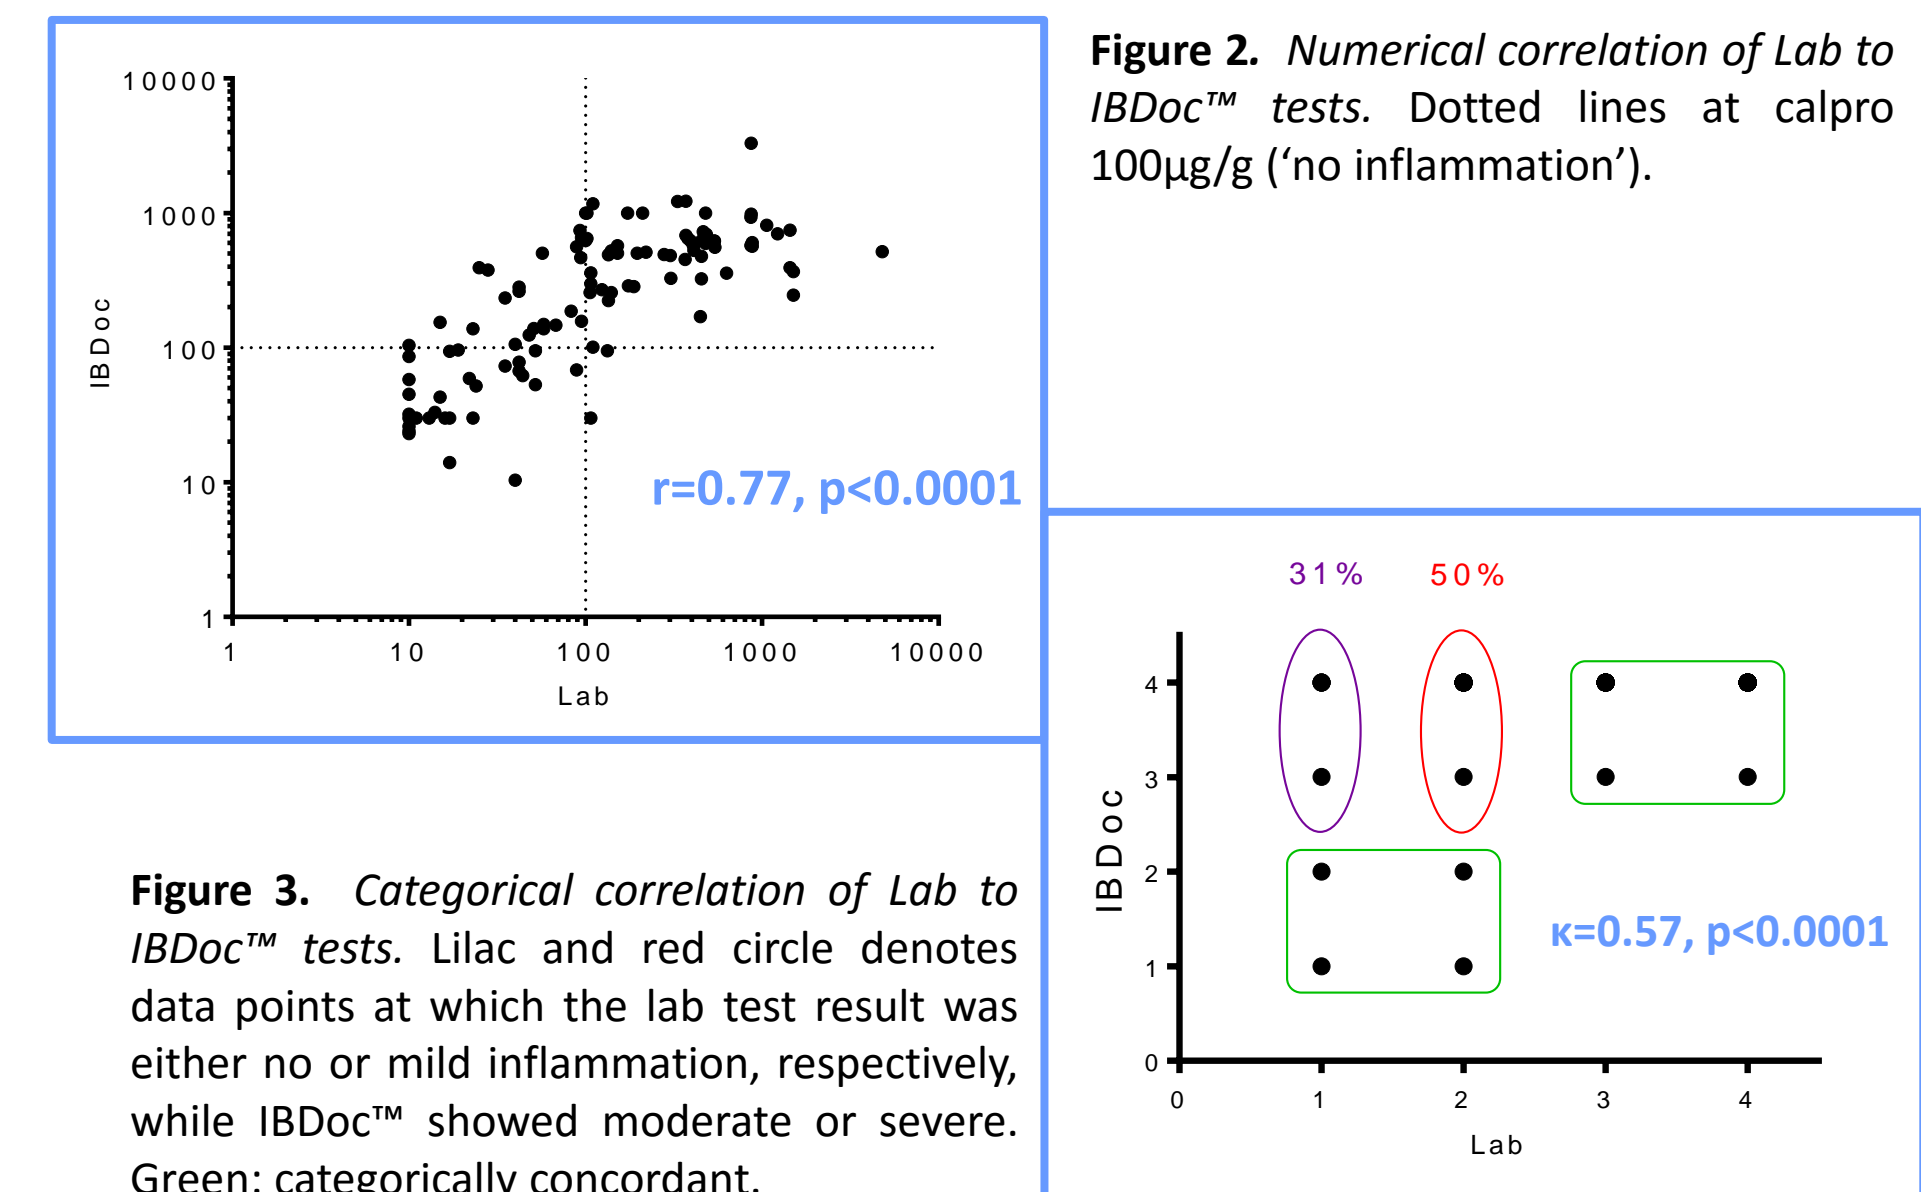 10000
1000
100
10
1
IBDoc
1
10
100
1000
10000
Lab
r=0.77, p<0.0001
Figure 2. Numerical correlation of Lab to
IBDoc™ tests. Dotted lines at calpro
100µg/g (‘no inflammation’).
31%
50%
4
3
2
1
0
IBDoc
0
1
2
3
4
Lab
κ=0.57, p<0.0001
Figure 3. Categorical correlation of Lab to
IBDoc™ tests. Lilac and red circle denotes
data points at which the lab test result was
either no or mild inflammation, respectively,
while IBDoc™ showed moderate or severe.
Green: categorically concordant.